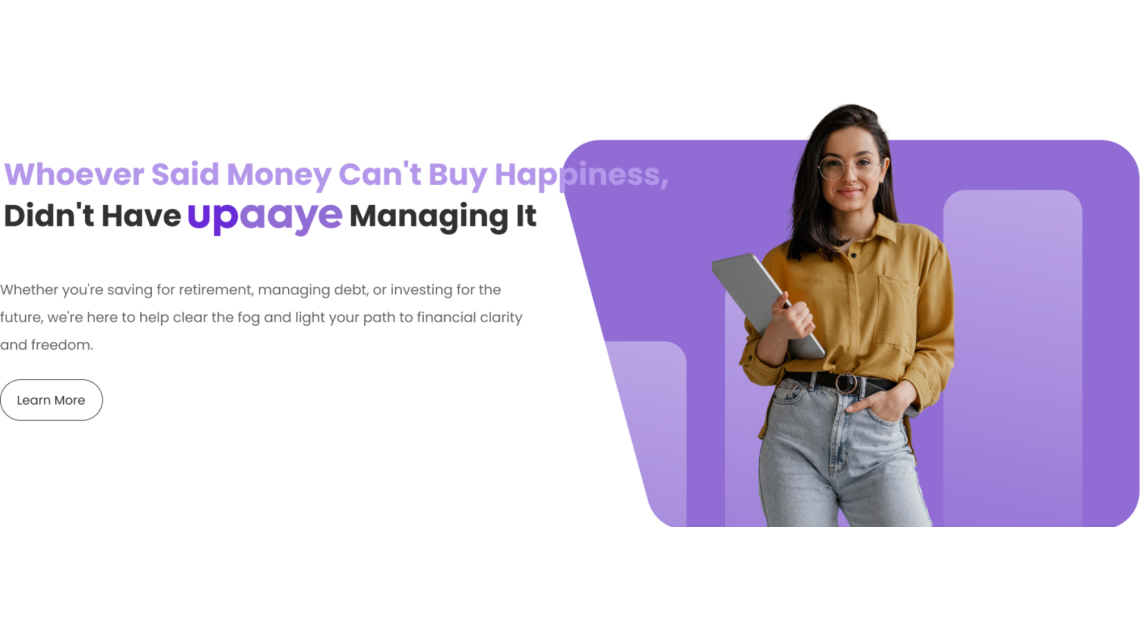 Whoever Said Money Can't Buy Happiness,
Didn't Have upaaye Managing It
Whether you're saving for retirement, managing debt, or investing for the
future, we're here to help clear the fog and light your path to financial clarity
and freedom.
Learn More